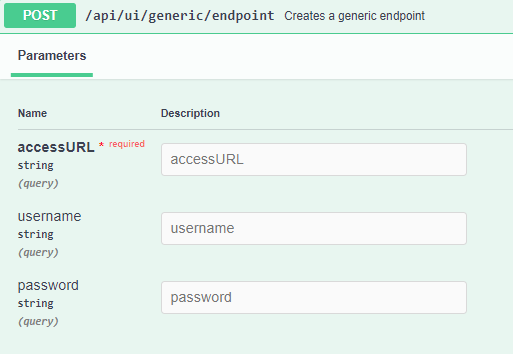 POST /api/ui/generic/endpoint Creates a generic endpoint
Parameters
Name Description
accessURL * required
string
(query)
accessURL
username
string
(query)
username
password
string
(query)
password